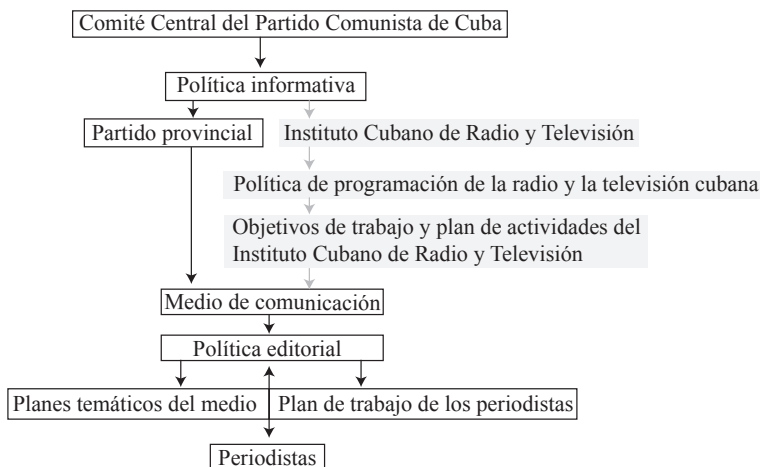 Comité Central del Partido Comunista de Cuba
Política informativa
Partido provincial
Instituto Cubano de Radio y Televisión
Política de programación de la radio y la televisión cubana
Objetivos de trabajo y plan de actividades del
Instituto Cubano de Radio y Televisión
Medio de comunicación
Política editorial
Planes temáticos del medio
Plan de trabajo de los periodistas
Periodistas